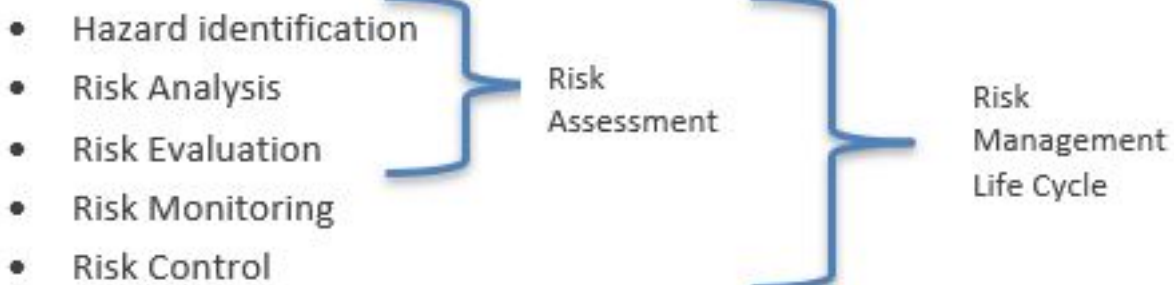 • Hazard identification
• Risk Analysis
• Risk Evaluation
• Risk Monitoring
• Risk Control
Risk
Assessment
Risk
Management
Life Cycle